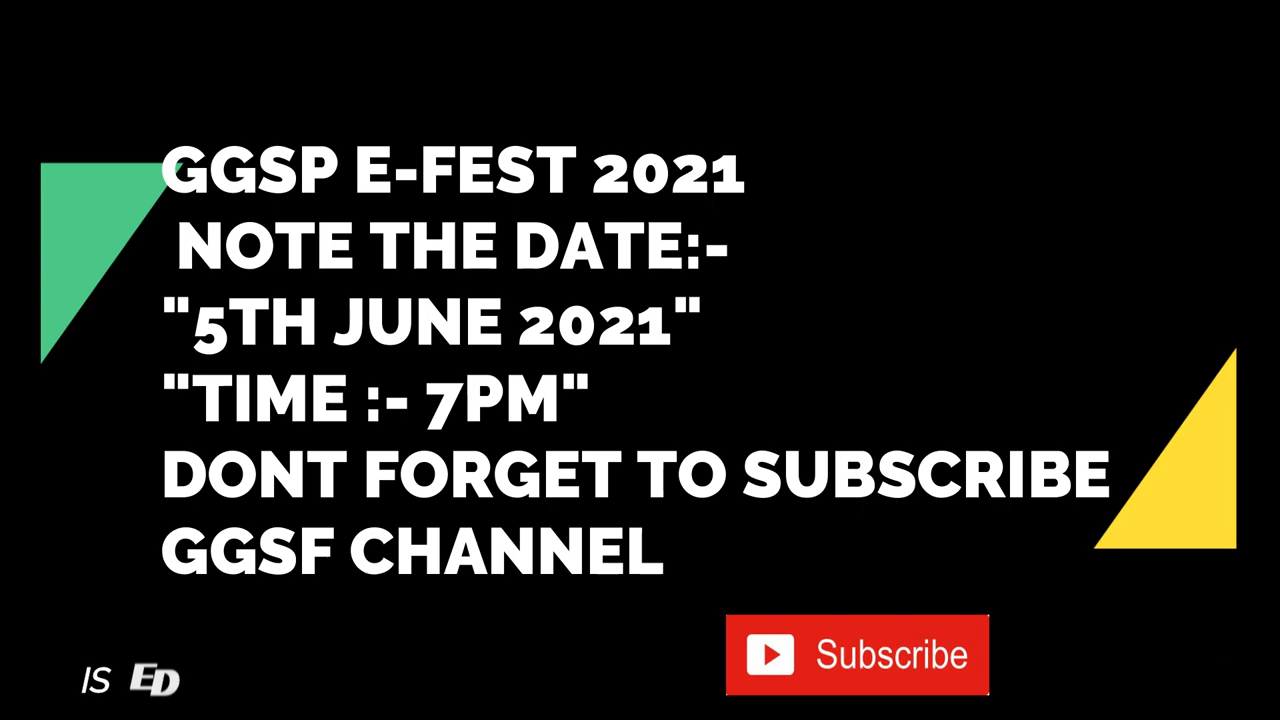 GGSP E-FEST 2021
NOTE THE DATE:-
"5TH JUNE 2021"
"TIME :- 7PM"
DONT FORGET TO SUBSCRIBE
GGSF CHANNEL
Subscribe
IS ED